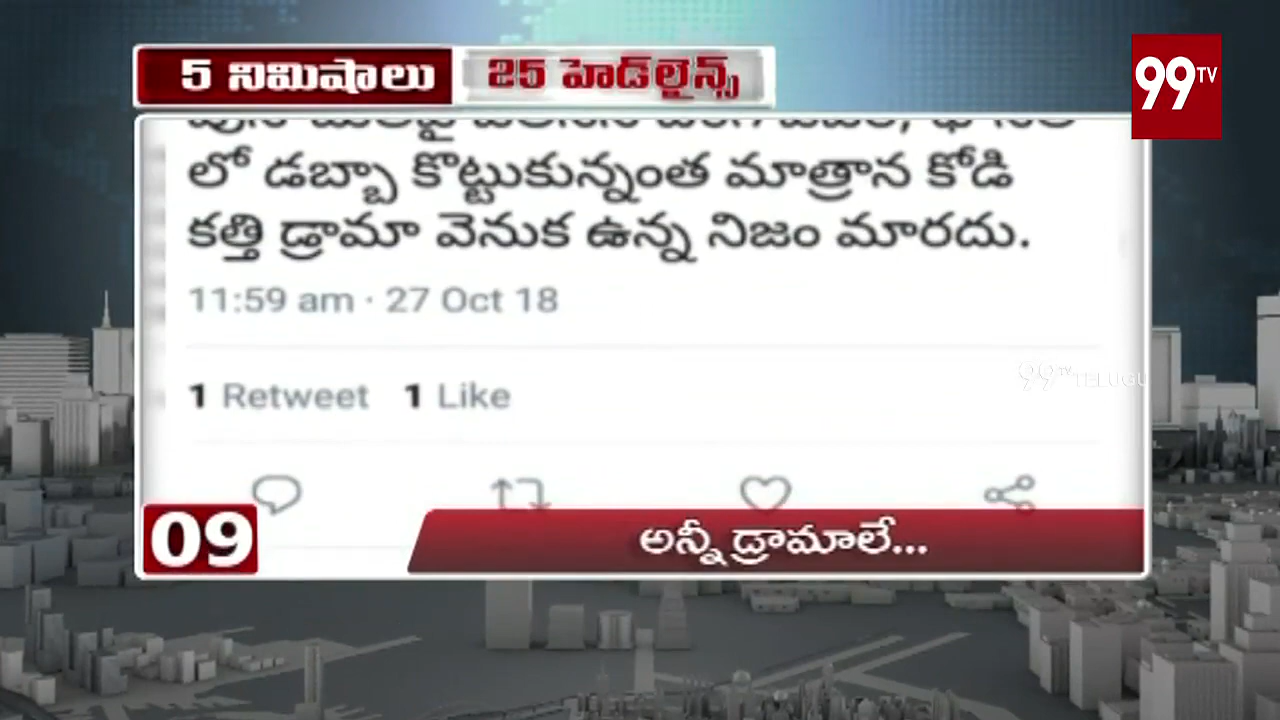 5 నిమిషాలు 25 హెడ్‌లైన్స్
99TV
లో డబ్బా కొట్టుకున్నంత మాత్రాన కోడి
కత్తి డ్రామా వెనుక ఉన్న నిజం మారదు.
11:59 am · 27 Oct 18
99TV TELUGU
1 Retweet 1 Like
09 అన్నీ డ్రామాలే...